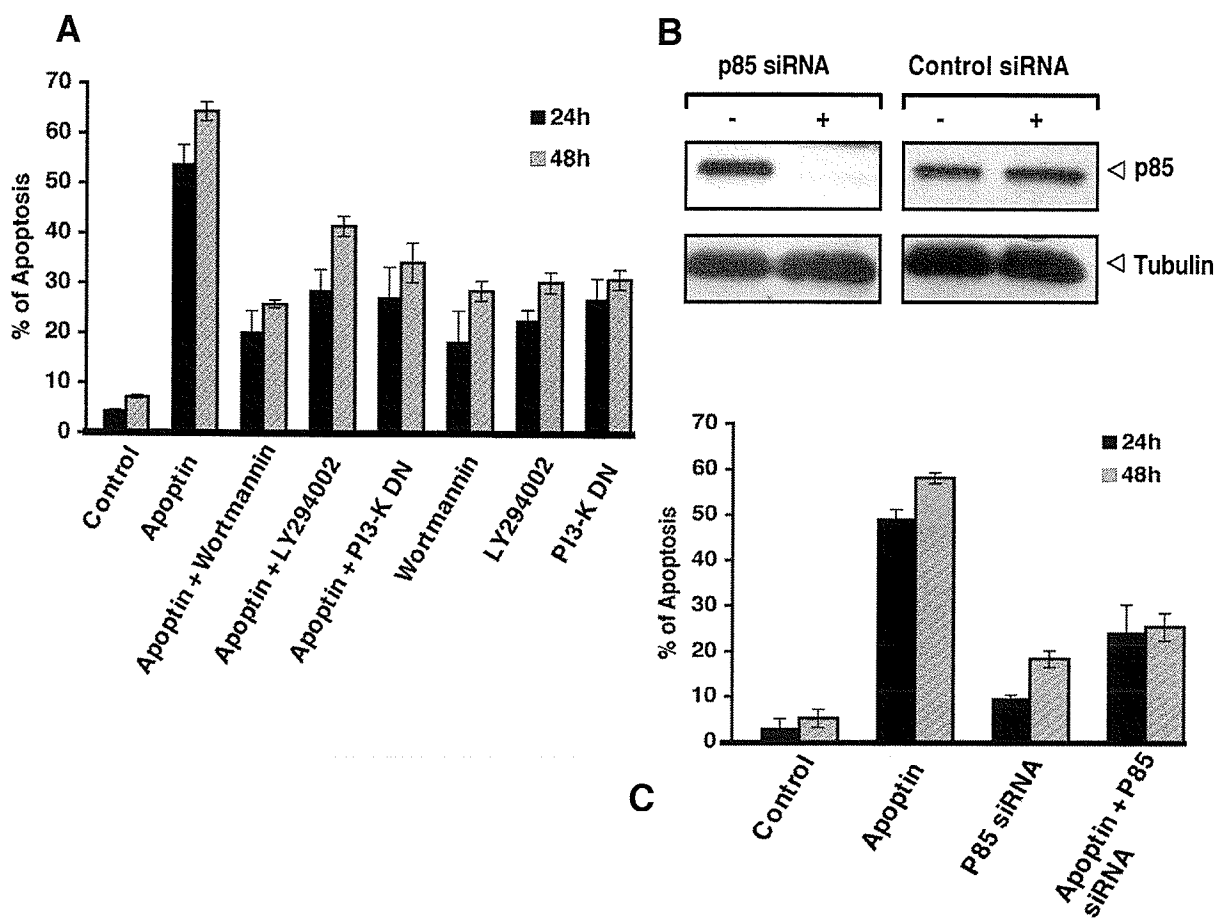 A
% of Apoptosis
70
60
50
40
30
20
10
0
24h
48h
Control
Apoptin
Apoptin + Wortmannin
Apoptin + LY294002
Apoptin + PI3-K DN
Wortmannin
LY294002
PI3-K DN
B
p85 siRNA
Control siRNA
- + - +
p85
Tubulin
% of Apoptosis
70
60
50
40
30
20
10
0
24h
48h
C
Control
Apoptin
P85 siRNA
Apoptin + P85
siRNA